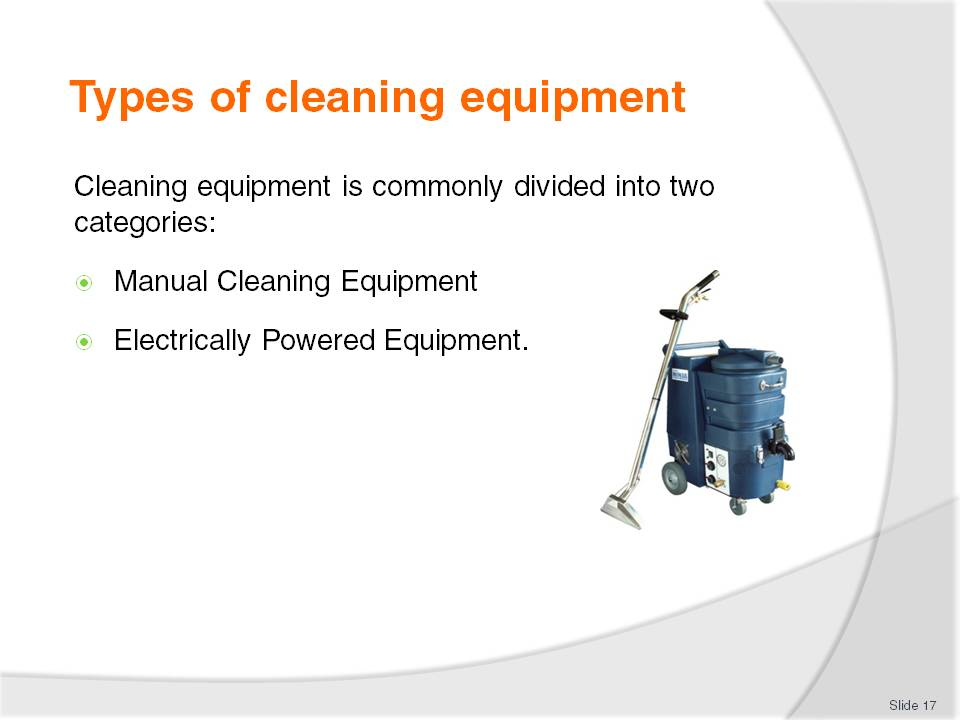 Types of cleaning equipment
Cleaning equipment is commonly divided into two
categories:
Manual Cleaning Equipment
Electrically Powered Equipment.
Slide 17